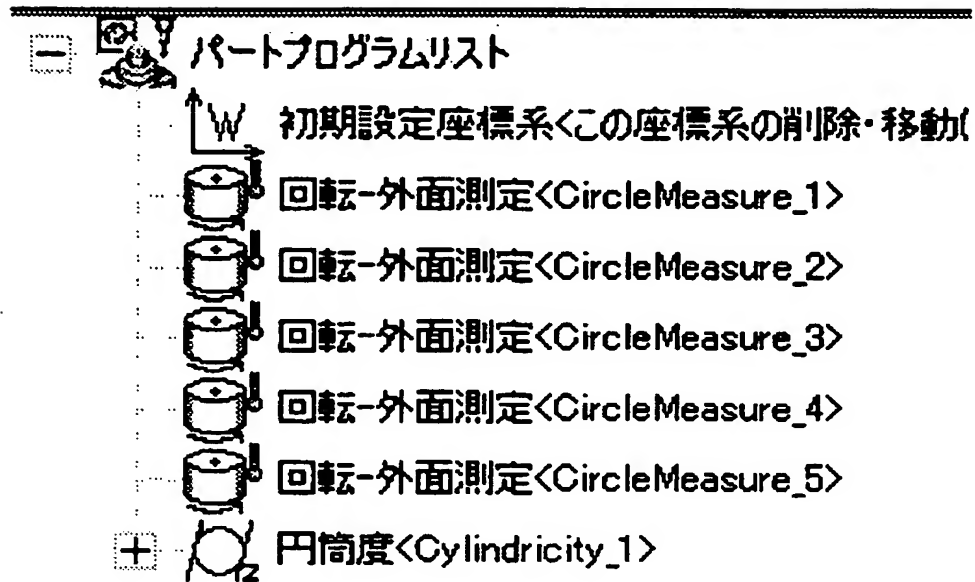 パートプログラムリスト
W 初期設定座標系<この座標系の削除・移動(
回転-外面測定<CircleMeasure_1>
回転-外面測定<CircleMeasure_2>
回転-外面測定<CircleMeasure_3>
回転-外面測定<CircleMeasure_4>
回転-外面測定<CircleMeasure_5>
円筒度<Cylindricity_1>